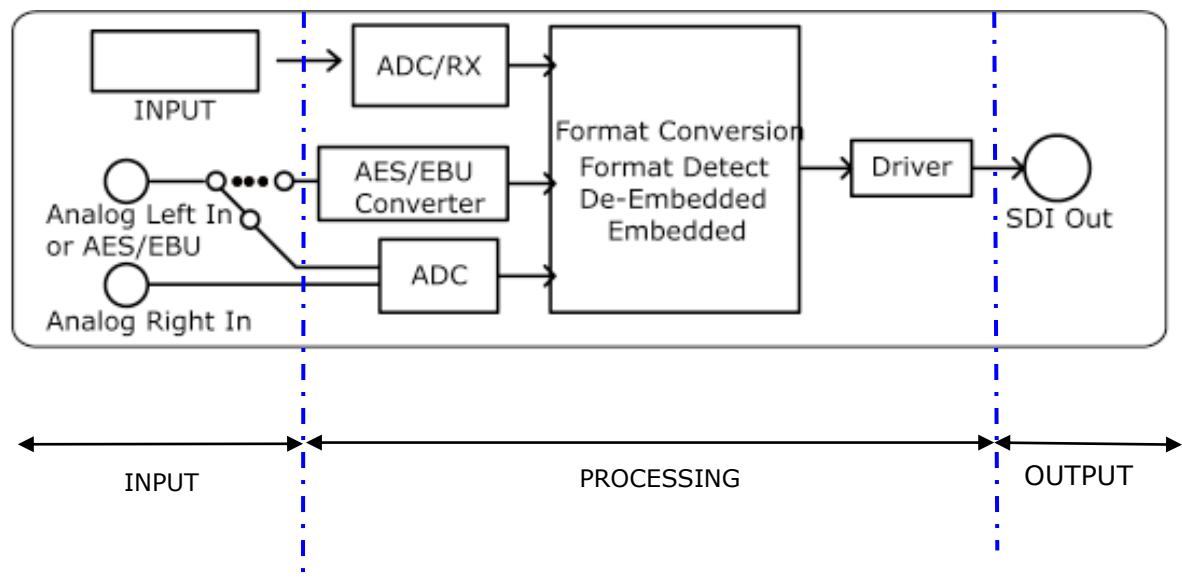 ADC/RX
INPUT
Format Conversion
Format Detect
De-Embedded
Embedded
AES/EBU
Converter
Driver
Analog Left In
or AES/EBU
SDI Out
ADC
Analog Right In
INPUT
PROCESSING
OUTPUT